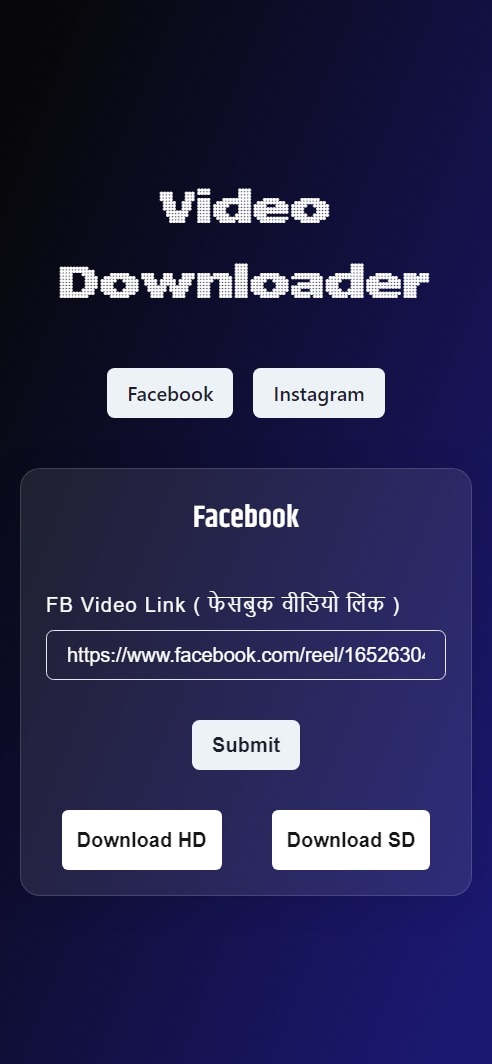 Video
Downloader
Facebook
Instagram
Facebook
FB Video Link ( फेसबुक वीडियो लिंक )
https://www.facebook.com/reel/1652630
Submit
Download HD
Download SD